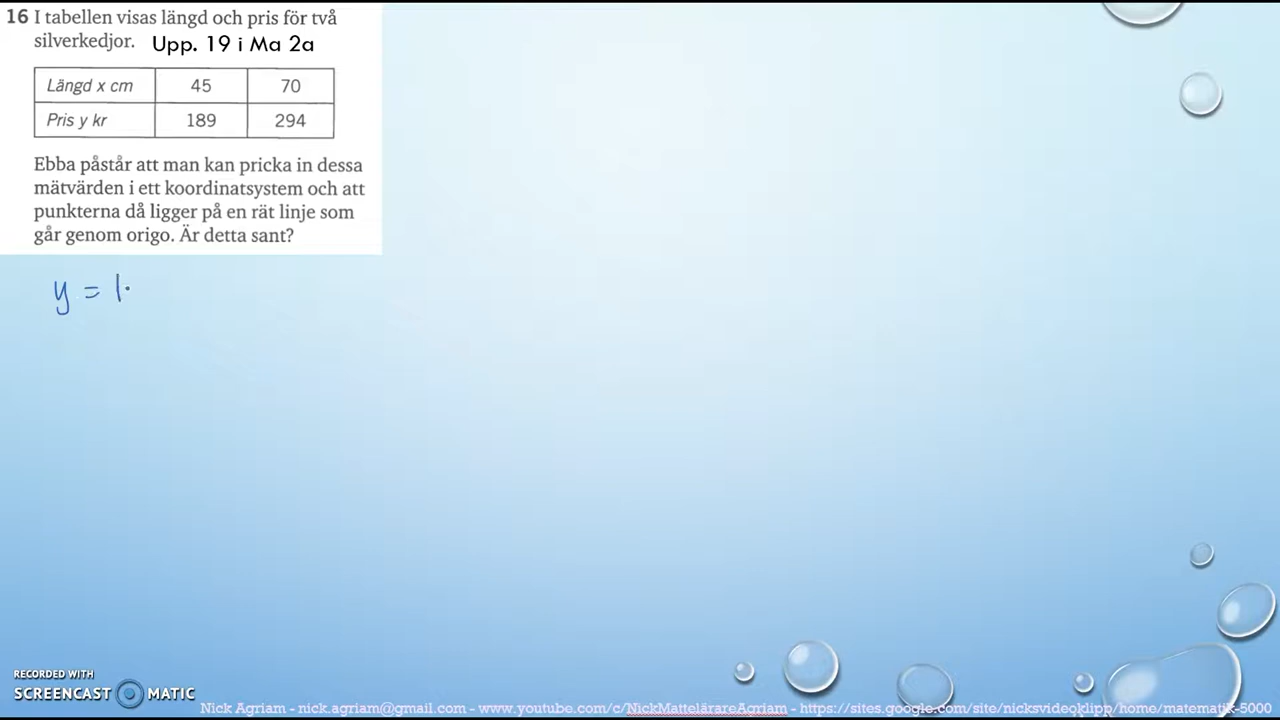 16 I tabellen visas längd och pris för två
silverkedjor. Upp. 19 i Ma 2a
Längd x cm 45 70
Pris y kr 189 294
Ebba påstår att man kan pricka in dessa
mätvärden i ett koordinatsystem och att
punkterna då ligger på en rät linje som
går genom origo. Är detta sant?
y =
RECORDED WITH
SCREENCAST MATIC
Nick Agriam - nick.agriam@gmail.com - www.youtube.com/c/NickMattelärareAgriam - https://sites.google.com/site/nicksvideoklipp/home/matematik-5000